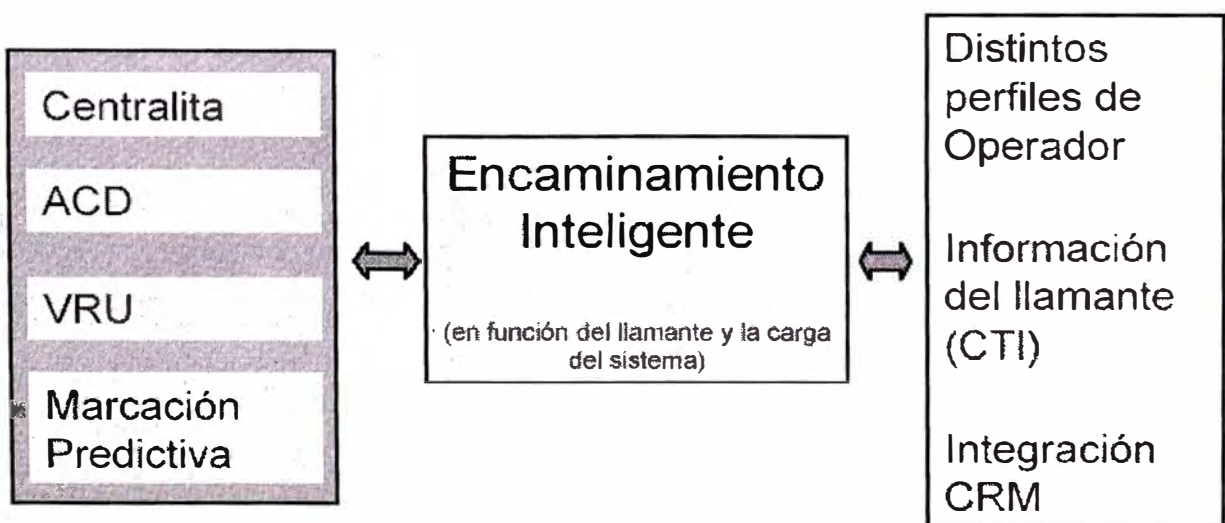 Centralita
ACD
VRU
Marcación
Predictiva
Encaminamiento
Inteligente
(en función del llamante y la carga
del sistema)
Distintos
perfiles de
Operador
Información
del llamante
(CTI)
Integración
CRM